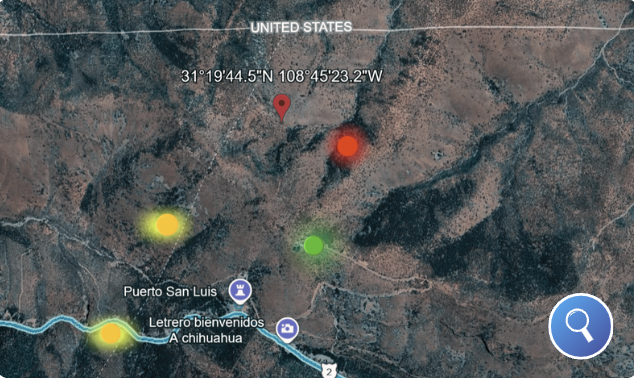 UNITED STATES
31°19'44.5"N 108°45'23.2"W
Puerto San Luis
Letrero bienvenidos
A chihuahua
2